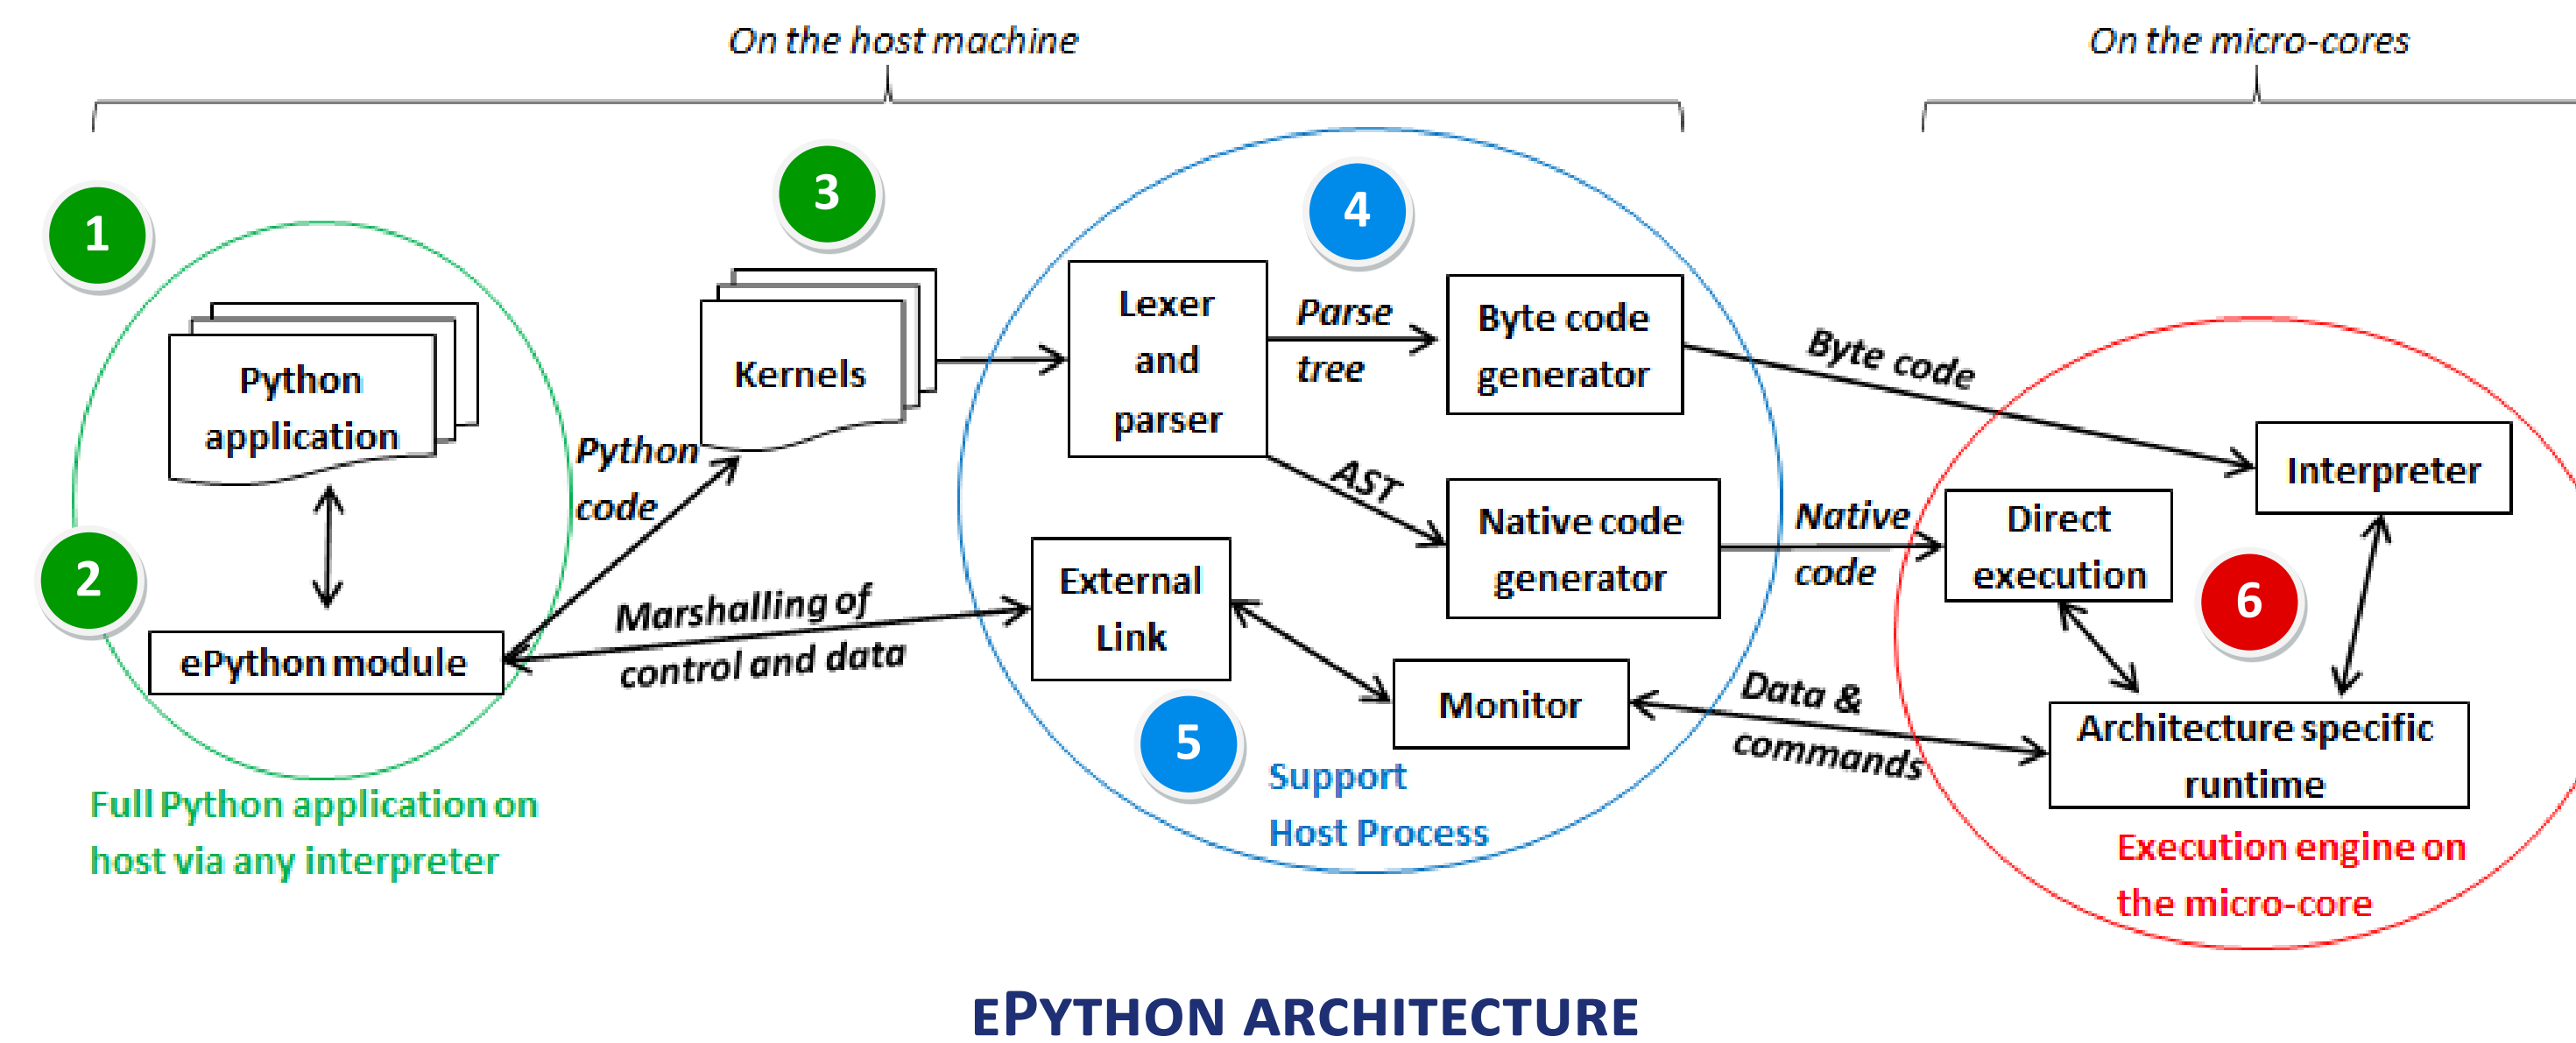 On the host machine
On the micro-cores
1
3
4
Python
application
2
ePython module
Full Python application on
host via any interpreter
Python
code
Kernels
Marshalling of
control and data
Lexer
and
parser
Parse
tree
Byte code
generator
AST
Native code
generator
External
Link
Monitor
5
Support
Host Process
Byte code
Native
code
Data &
commands
Interpreter
Direct
execution
6
Architecture specific
runtime
Execution engine on
the micro-core
EPYTHON ARCHITECTURE